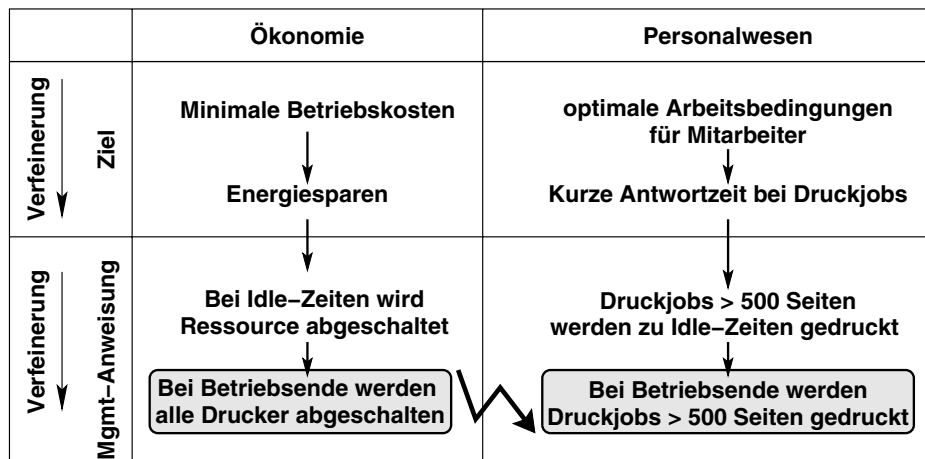 Ökonomie
Personalwesen
Verfeinerung
Ziel
Minimale Betriebskosten
optimale Arbeitsbedingungen
für Mitarbeiter
Energiesparen
Kurze Antwortzeit bei Druckjobs
Verfeinerung
Mgmt−Anweisung
Bei Idle−Zeiten wird
Ressource abgeschaltet
Druckjobs > 500 Seiten
werden zu Idle−Zeiten gedruckt
Bei Betriebsende werden
alle Drucker abgeschalten
Bei Betriebsende werden
Druckjobs > 500 Seiten gedruckt